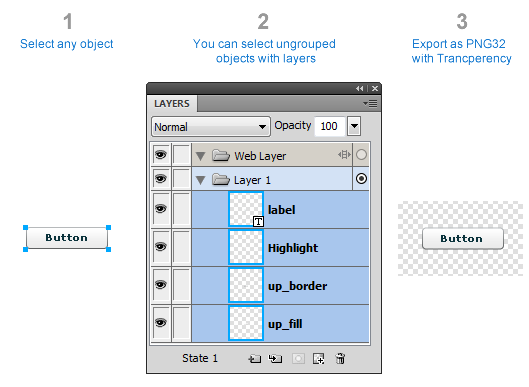 1
Select any object
2
You can select ungrouped
objects with layers
3
Export as PNG32
with Trancperency
LAYERS
Normal
Opacity 100
Web Layer
Layer 1
label
T
Highlight
up_border
up_fill
State 1
Button
Button